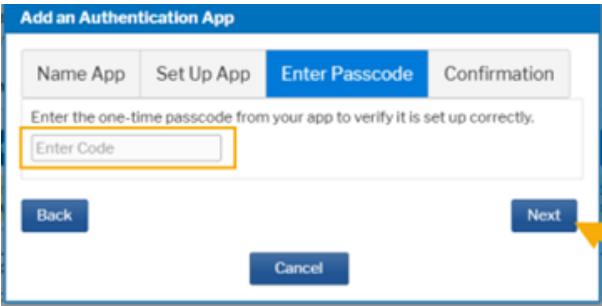 Add an Authentication App
Name App Set Up App Enter Passcode Confirmation
Enter the one-time passcode from your app to verify it is set up correctly.
Enter Code
Back Next
Cancel